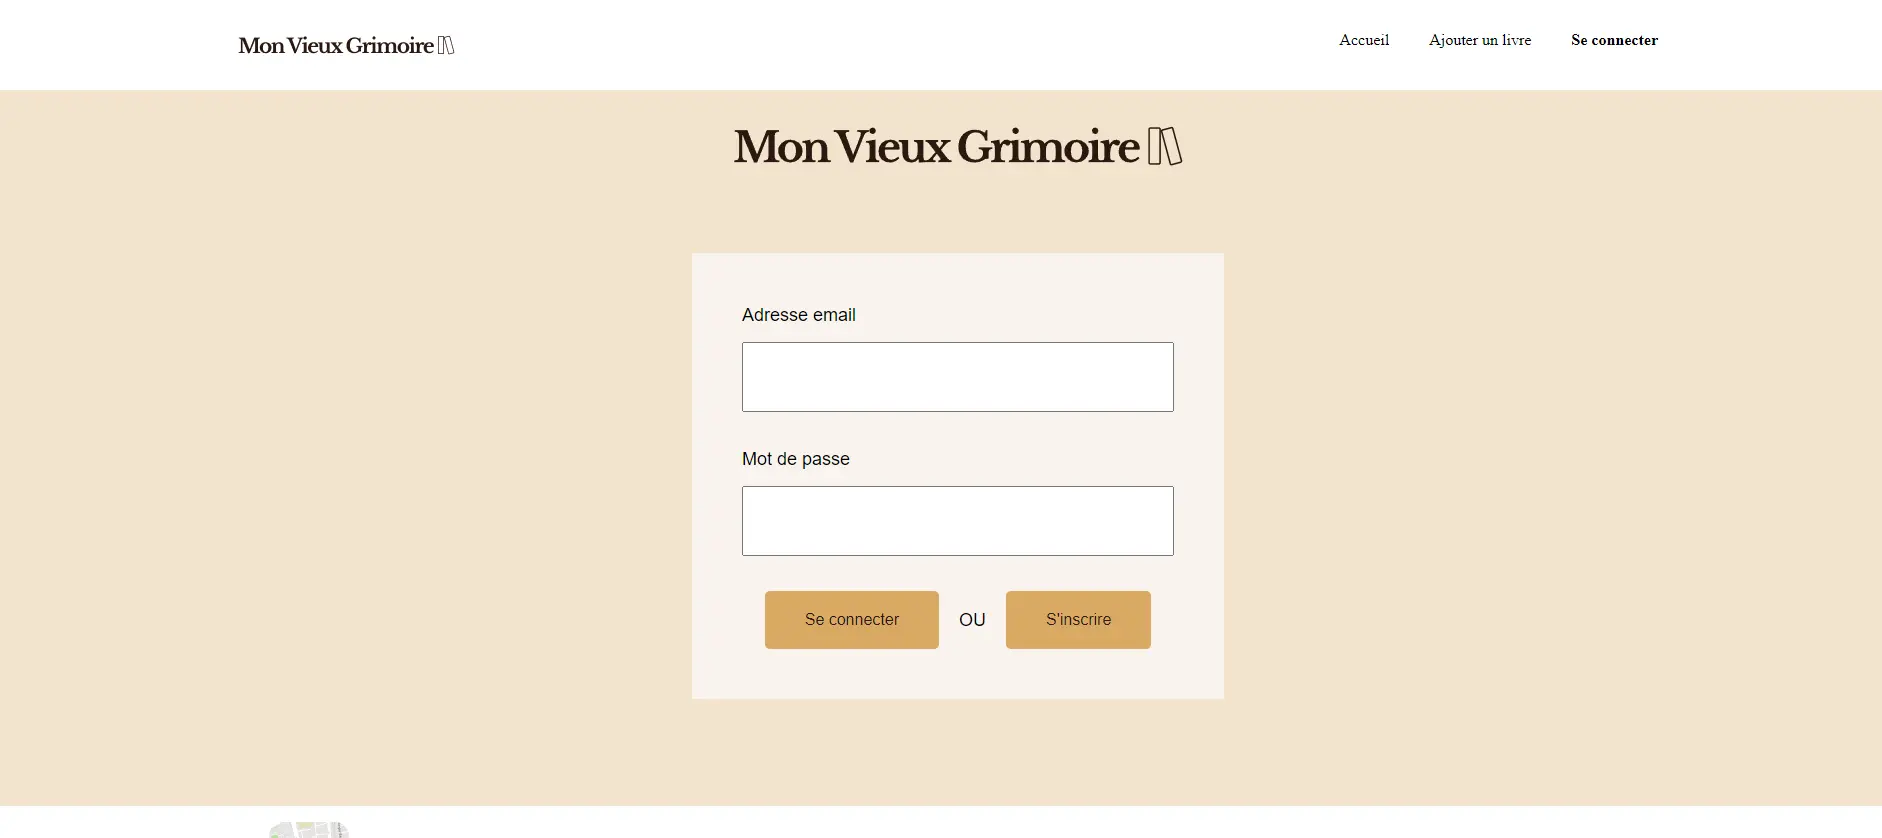 Mon Vieux Grimoire
Accueil Ajouter un livre Se connecter
Mon Vieux Grimoire
Adresse email
Mot de passe
Se connecter OU S'inscrire